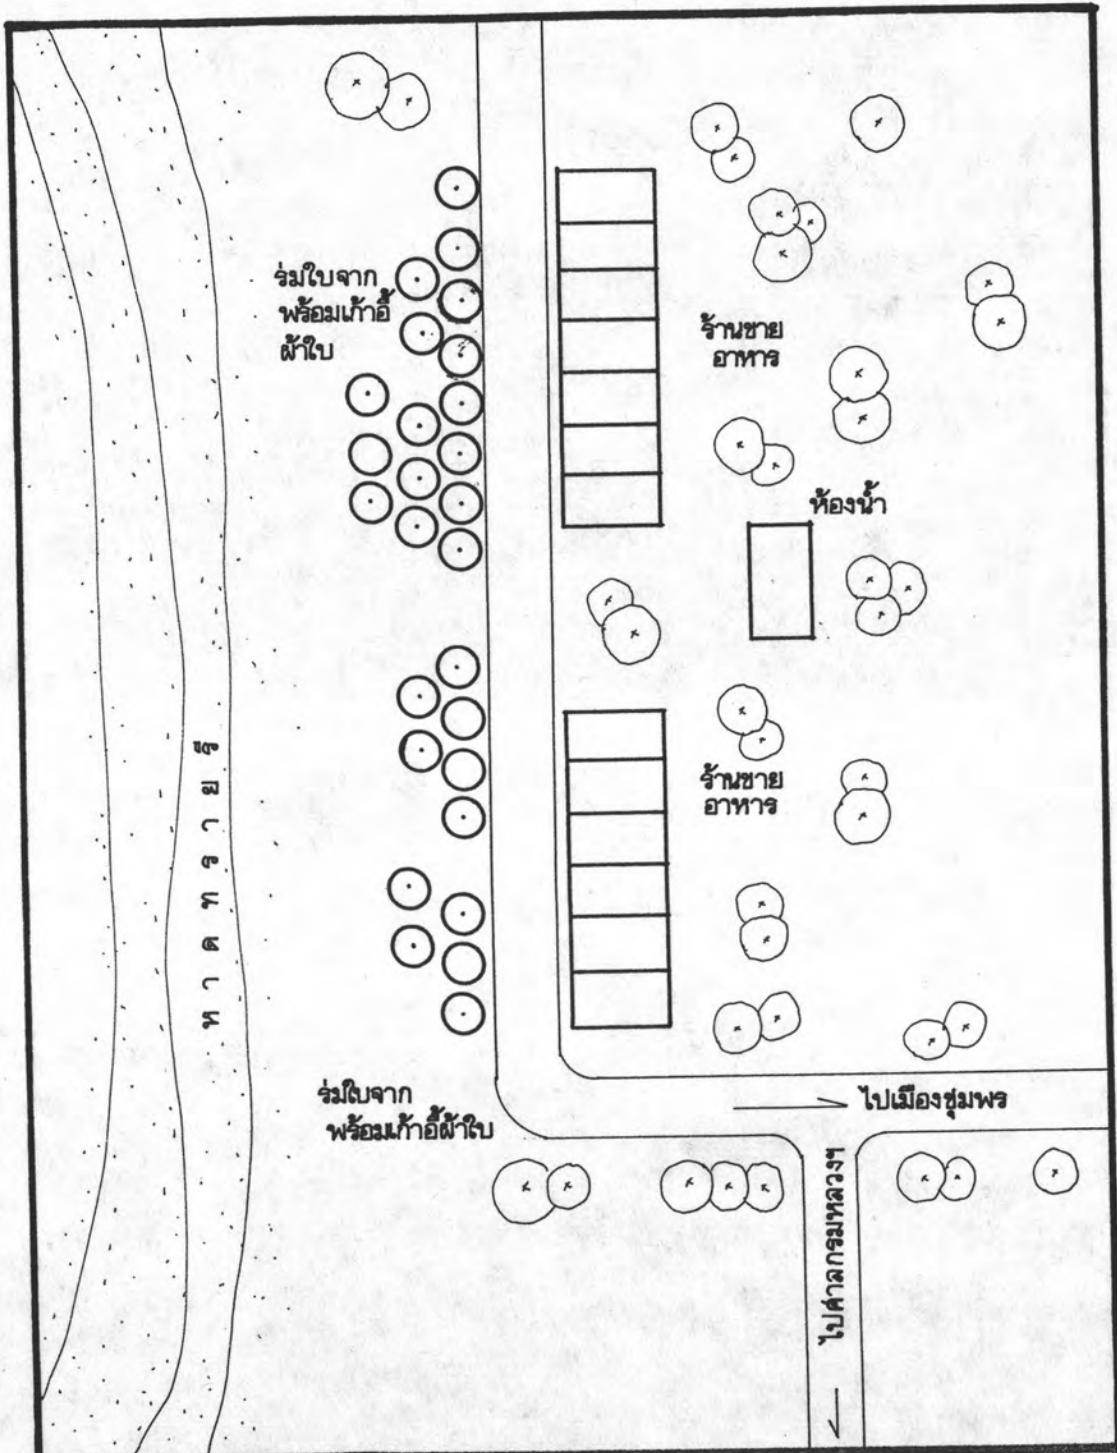 ร่มใบจาก
พร้อมเก้าอี้
ผ้าใบ
ร้านขาย
อาหาร
ห้องน้ำ
หาดทรายรี
ร้านขาย
อาหาร
ร่มใบจาก
พร้อมเก้าอี้ผ้าใบ
ไปเมืองชุมพร
ไปศาลกรมหลวงฯ